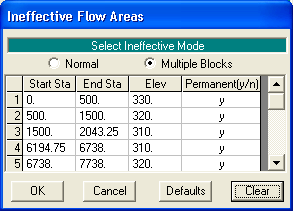 Ineffective Flow Areas
Select Ineffective Mode
Normal Multiple Blocks
Start Sta End Sta Elev Permanent(y/n)
1 0. 500. 330. y
2 500. 1500. 320. y
3 1500. 2043.25 310. y
4 6194.75 6738. 310. y
5 6738. 7738. 320. y
OK Cancel Defaults Clear